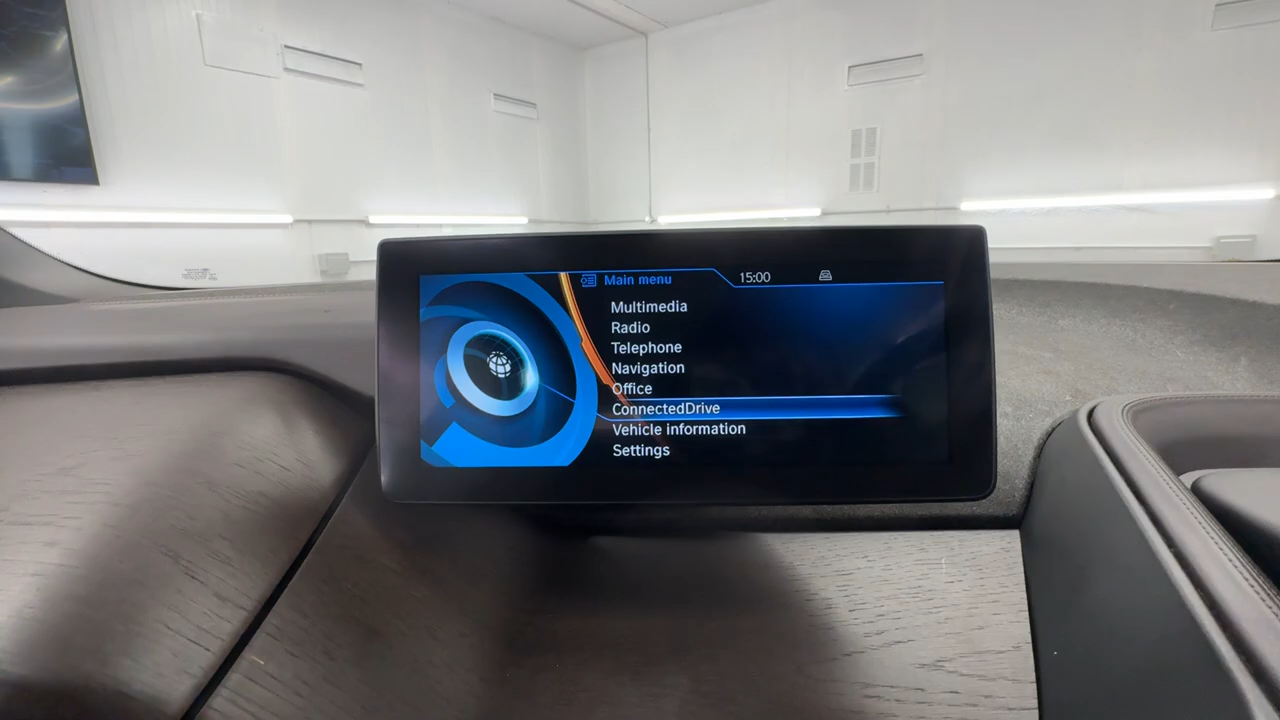 Main menu
15:00
Multimedia
Radio
Telephone
Navigation
Office
ConnectedDrive
Vehicle information
Settings